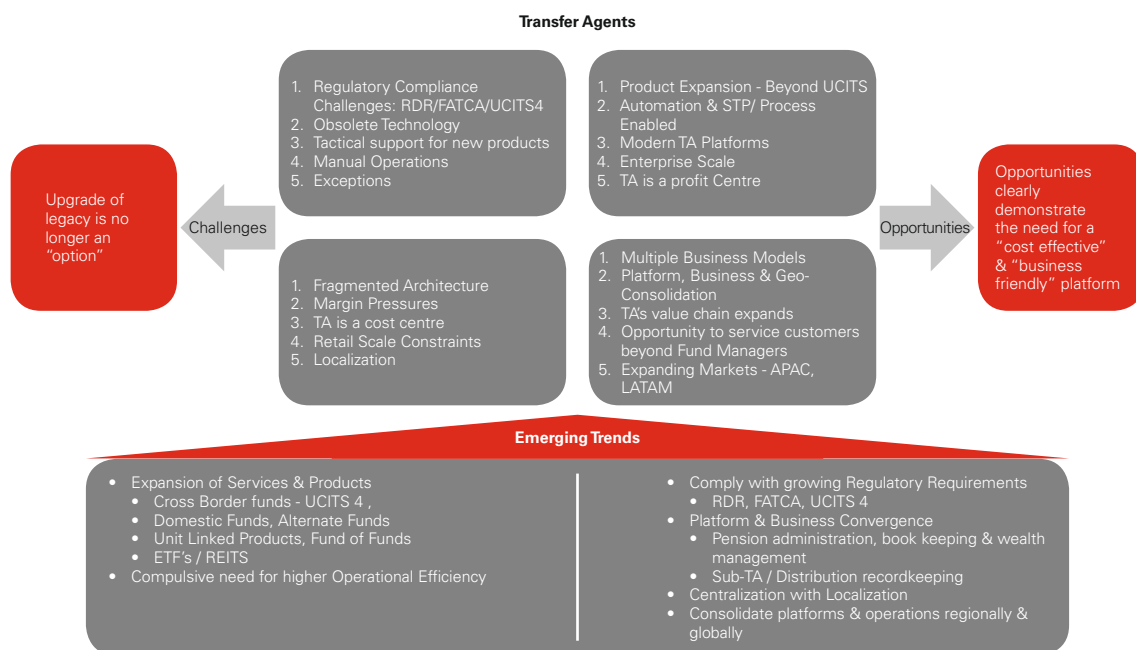 Transfer Agents
1. Regulatory Compliance
Challenges: RDR/FATCA/UCITS4
2. Obsolete Technology
3. Tactical support for new products
4. Manual Operations
5. Exceptions
1. Product Expansion - Beyond UCITS
2. Automation & STP/ Process
Enabled
3. Modern TA Platforms
4. Enterprise Scale
5. TA is a profit Centre
Upgrade of
legacy is no
longer an
“option”
Challenges
Opportunities
Opportunities
clearly
demonstrate
the need for a
“cost effective”
& “business
friendly” platform
1. Fragmented Architecture
2. Margin Pressures
3. TA is a cost centre
4. Retail Scale Constraints
5. Localization
1. Multiple Business Models
2. Platform, Business & Geo-
Consolidation
3. TA’s value chain expands
4. Opportunity to service customers
beyond Fund Managers
5. Expanding Markets - APAC,
LATAM
Emerging Trends
• Expansion of Services & Products
• Cross Border funds - UCITS 4 ,
• Domestic Funds, Alternate Funds
• Unit Linked Products, Fund of Funds
• ETF’s / REITS
• Compulsive need for higher Operational Efficiency
• Comply with growing Regulatory Requirements
• RDR, FATCA, UCITS 4
• Platform & Business Convergence
• Pension administration, book keeping & wealth
management
• Sub-TA / Distribution recordkeeping
• Centralization with Localization
• Consolidate platforms & operations regionally &
globally